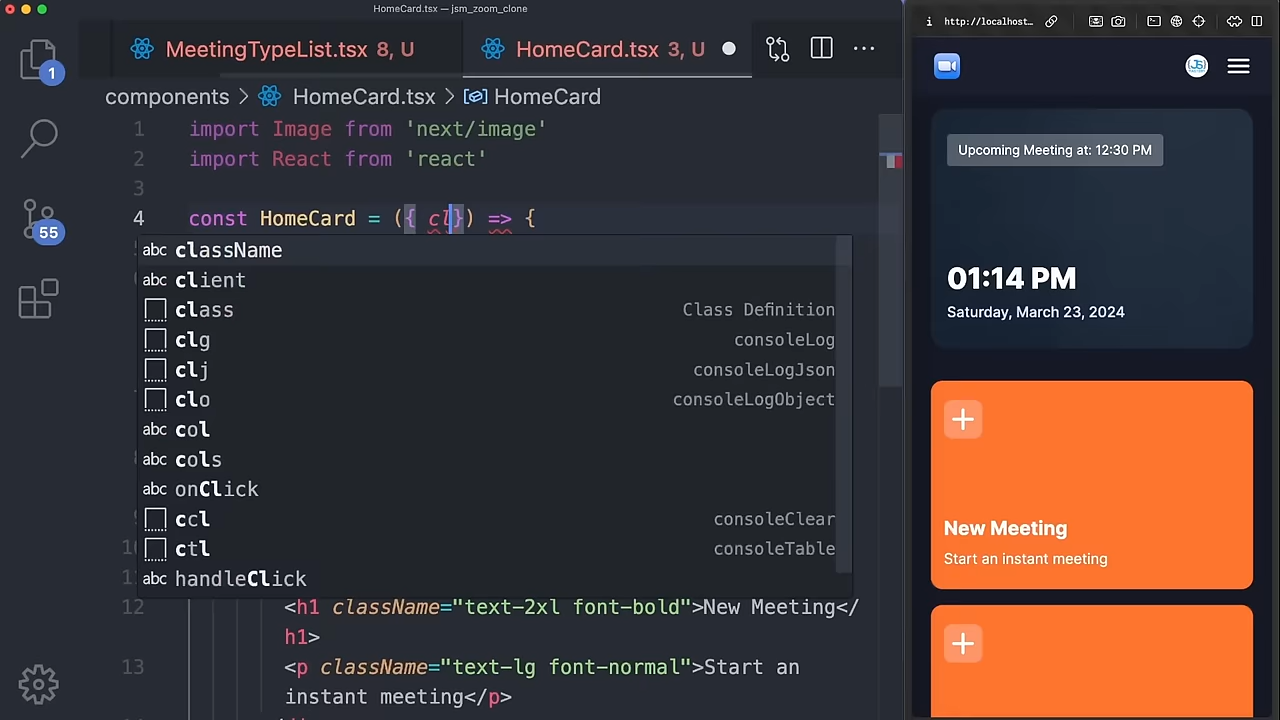 HomeCard.tsx — jsm_zoom_clone
MeetingTypeList.tsx 8, U
HomeCard.tsx 3, U
components > HomeCard.tsx > HomeCard
1 import Image from 'next/image'
2 import React from 'react'
3
4 const HomeCard = ({ cl}) => {
abc className
abc client
class Class Definition
clg consoleLog
clj consoleLogJson
clo consoleLogObject
abc col
abc cols
abc onClick
ccl consoleClear
ctl consoleTable
abc handleClick
12 <h1 className="text-2xl font-bold">New Meeting</
h1>
13 <p className="text-lg font-normal">Start an
instant meeting</p>
1
55
http://localhost…
Upcoming Meeting at: 12:30 PM
01:14 PM
Saturday, March 23, 2024
New Meeting
Start an instant meeting